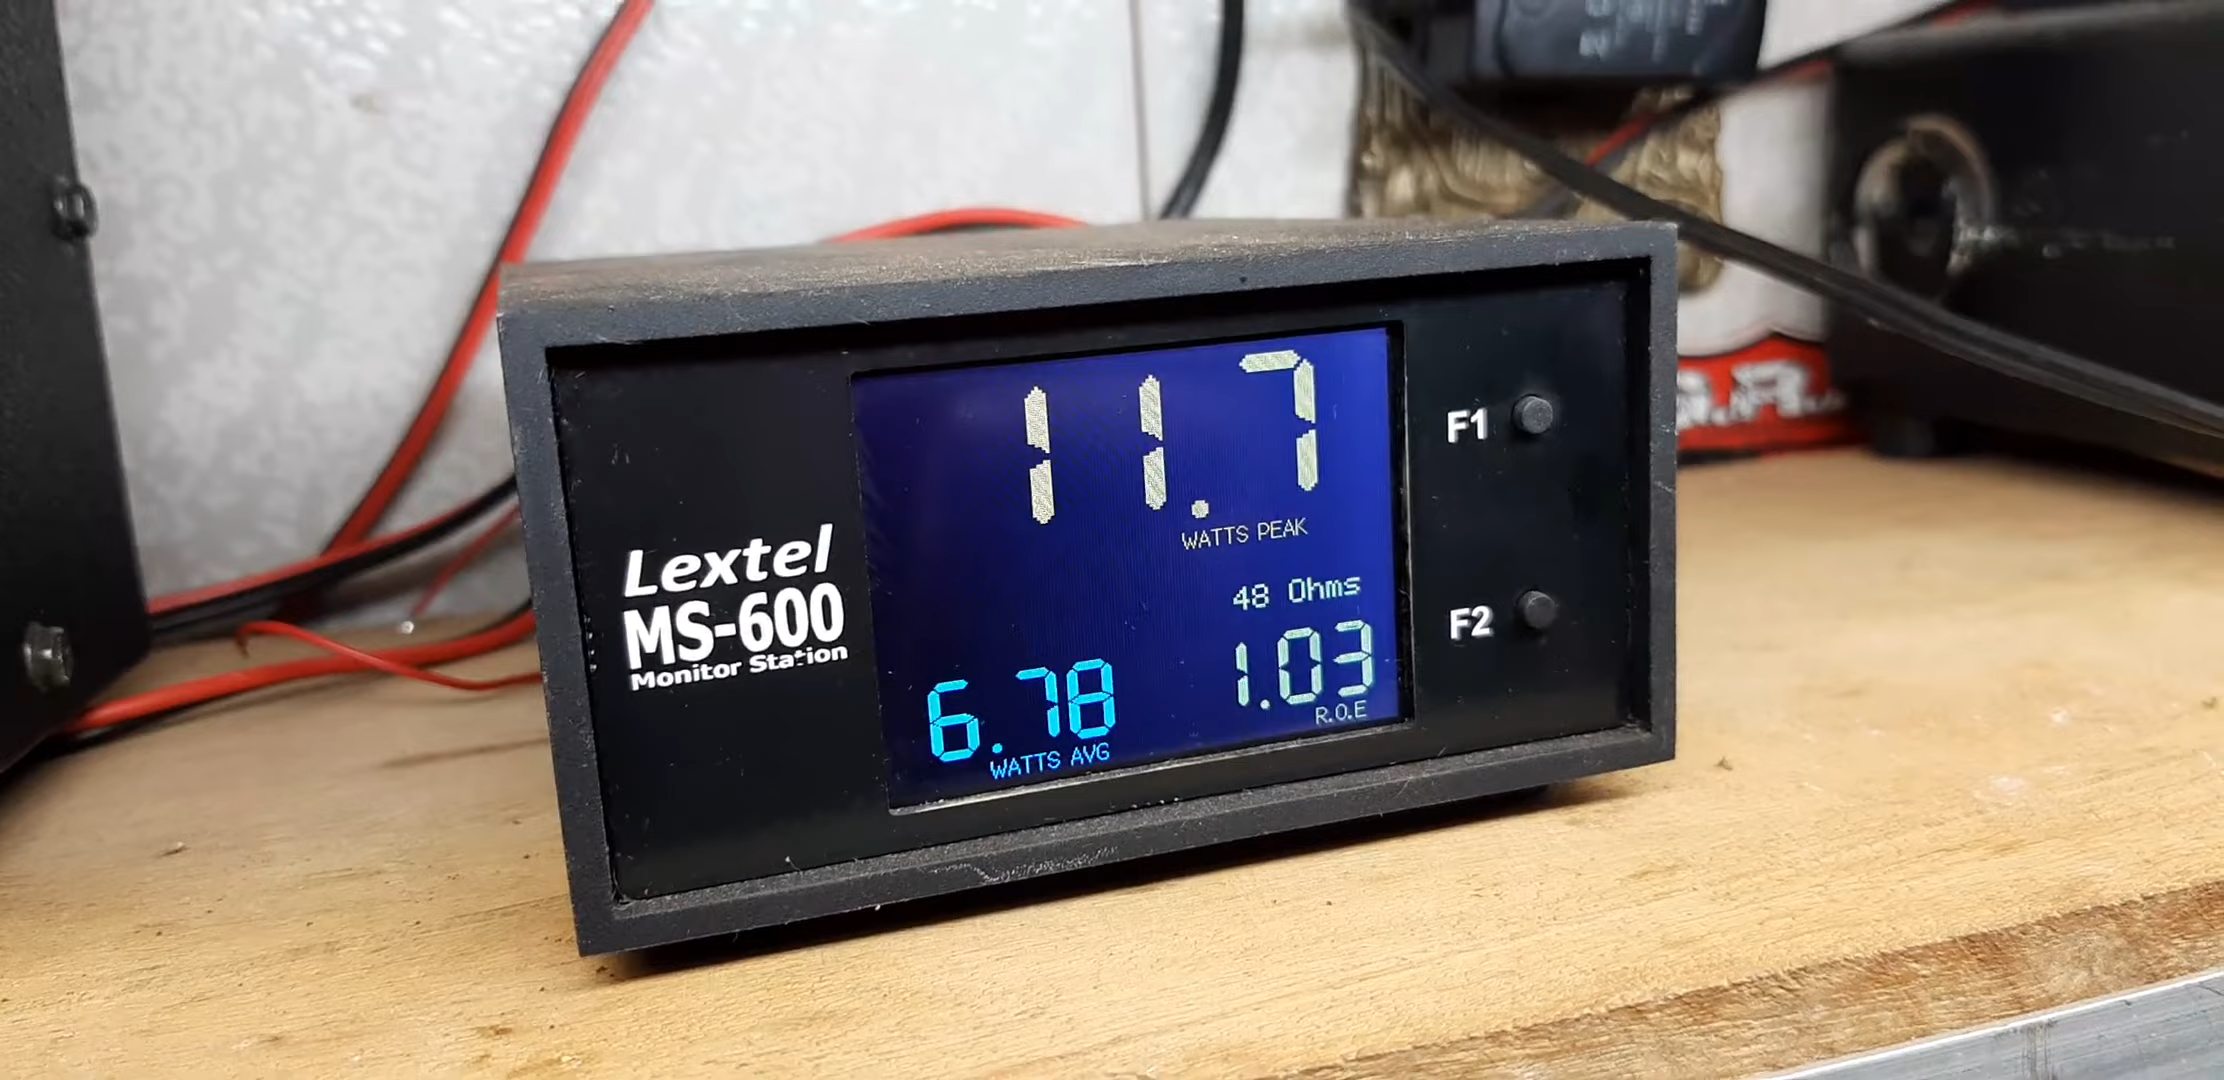 Lextel
MS-600
Monitor Station
11.7
WATTS PEAK
48 Ohms
6.78
WATTS AVG
1.03
R.O.E
F1
F2